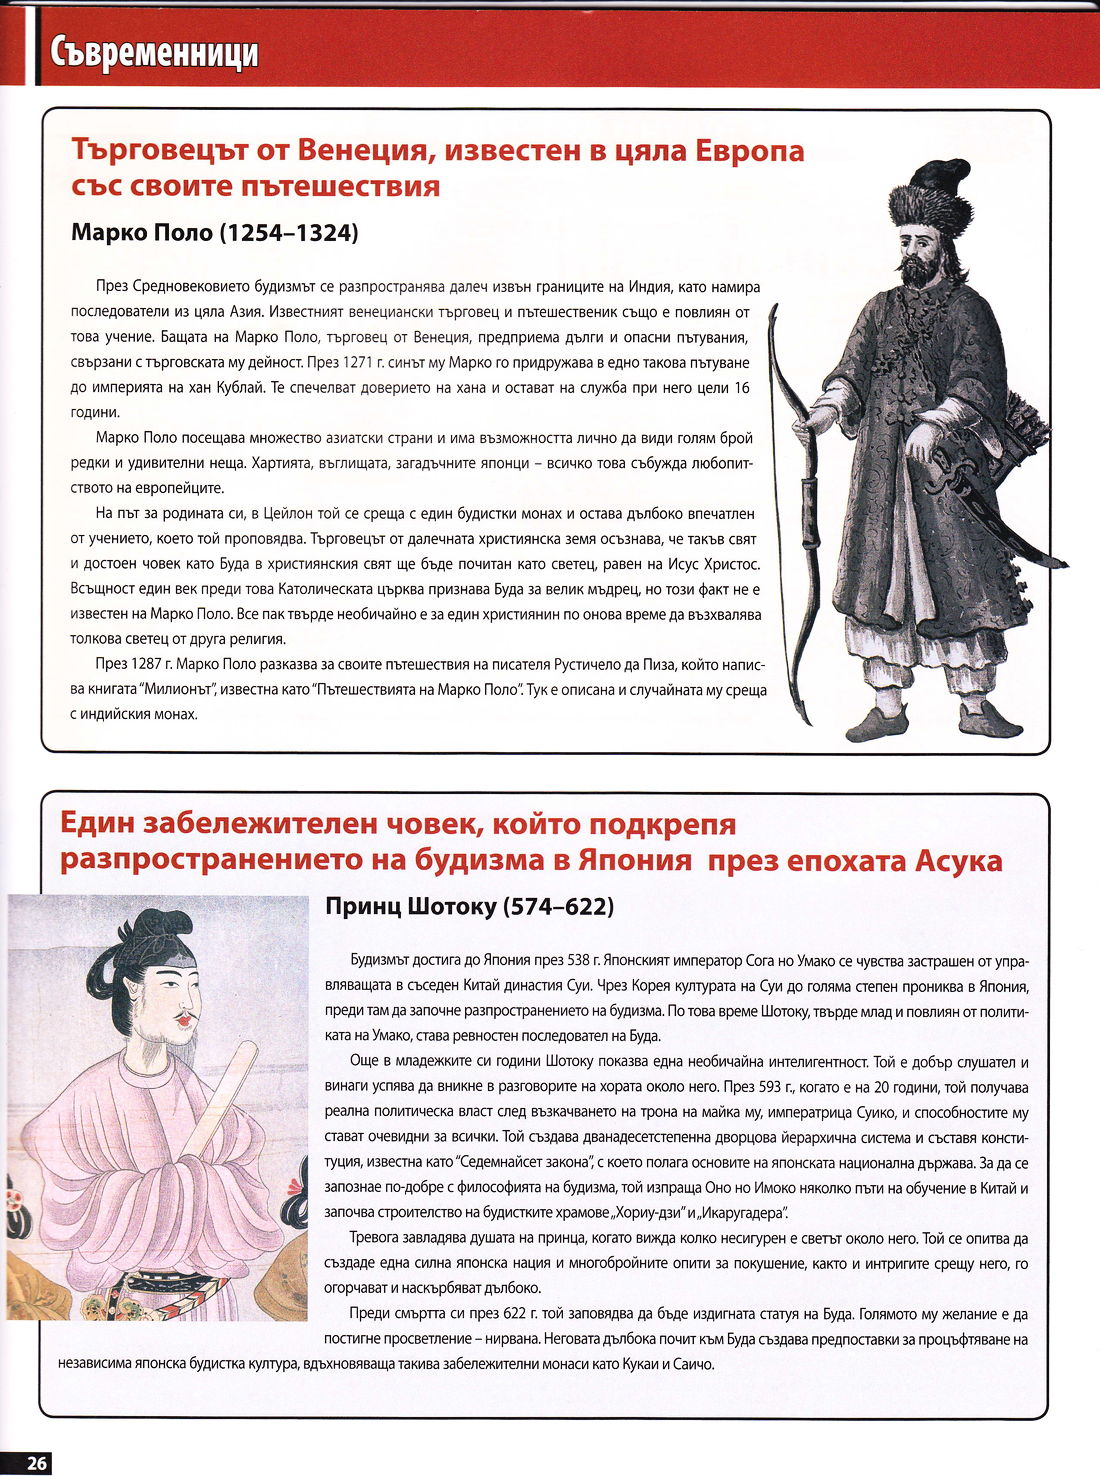 Съвременници
Търговецът от Венеция, известен в цяла Европа
със своите пътешествия
Марко Поло (1254–1324)
През Средновековието будизмът се разпространява далеч извън границите на Индия, като намира
последователи из цяла Азия. Известният венециански търговец и пътешественик също е повлиян от
това учение. Бащата на Марко Поло, търговец от Венеция, предприема дълги и опасни пътувания,
свързани с търговската му дейност. През 1271 г. синът му Марко го придружава в едно такова пътуване
до империята на хан Кублай. Те спечелват доверието на хана и остават на служба при него цели 16
години.
Марко Поло посещава множество азиатски страни и има възможността лично да види голям брой
редки и удивителни неща. Хартията, въглищата, загадъчните японци – всичко това събужда любопит-
ството на европейците.
На път за родината си, в Цейлон той се среща с един будистки монах и остава дълбоко впечатлен
от учението, което той проповядва. Търговецът от далечната християнска земя осъзнава, че такъв свят
и достоен човек като Буда в християнския свят ще бъде почитан като светец, равен на Исус Христос.
Всъщност един век преди това Католическата църква признава Буда за велик мъдрец, но този факт не е
известен на Марко Поло. Все пак твърде необичайно е за един християнин по онова време да възхвалява
толкова светец от друга религия.
През 1287 г. Марко Поло разказва за своите пътешествия на писателя Рустичело да Пиза, който напис-
ва книгата “Милионът”, известна като “Пътешествията на Марко Поло”. Тук е описана и случайната му среща
с индийския монах.
Един забележителен човек, който подкрепя
разпространението на будизма в Япония през епохата Асука
Принц Шотоку (574–622)
Будизмът достига до Япония през 538 г. Японският император Сога но Умако се чувства застрашен от упра-
вляващата в съседен Китай династия Суи. Чрез Корея културата на Суи до голяма степен прониква в Япония,
преди там да започне разпространението на будизма. По това време Шотоку, твърде млад и повлиян от полити-
ката на Умако, става ревностен последовател на Буда.
Още в младежките си години Шотоку показва една необичайна интелигентност. Той е добър слушател и
винаги успява да вникне в разговорите на хората около него. През 593 г., когато е на 20 години, той получава
реална политическа власт след възкачването на трона на майка му, императрица Суико, и способностите му
стават очевидни за всички. Той създава дванадесетстепенна дворцова йерархична система и съставя консти-
туция, известна като “Седемнайсет закона”, с което полага основите на японската национална държава. За да се
запознае по-добре с философията на будизма, той изпраща Оно но Имоко няколко пъти на обучение в Китай и
започва строителство на будистките храмове „Хориу-дзи” и „Икаругадера”.
Тревога завладява душата на принца, когато вижда колко несигурен е светът около него. Той се опитва да
създаде една силна японска нация и многобройните опити за покушение, както и интригите срещу него, го
огорчават и наскърбяват дълбоко.
Преди смъртта си през 622 г. той заповядва да бъде издигната статуя на Буда. Голямото му желание е да
постигне просветление – нирвана. Неговата дълбока почит към Буда създава предпоставки за процъфтяване на
независима японска будистка култура, вдъхновяваща такива забележителни монаси като Кукаи и Саичо.
26